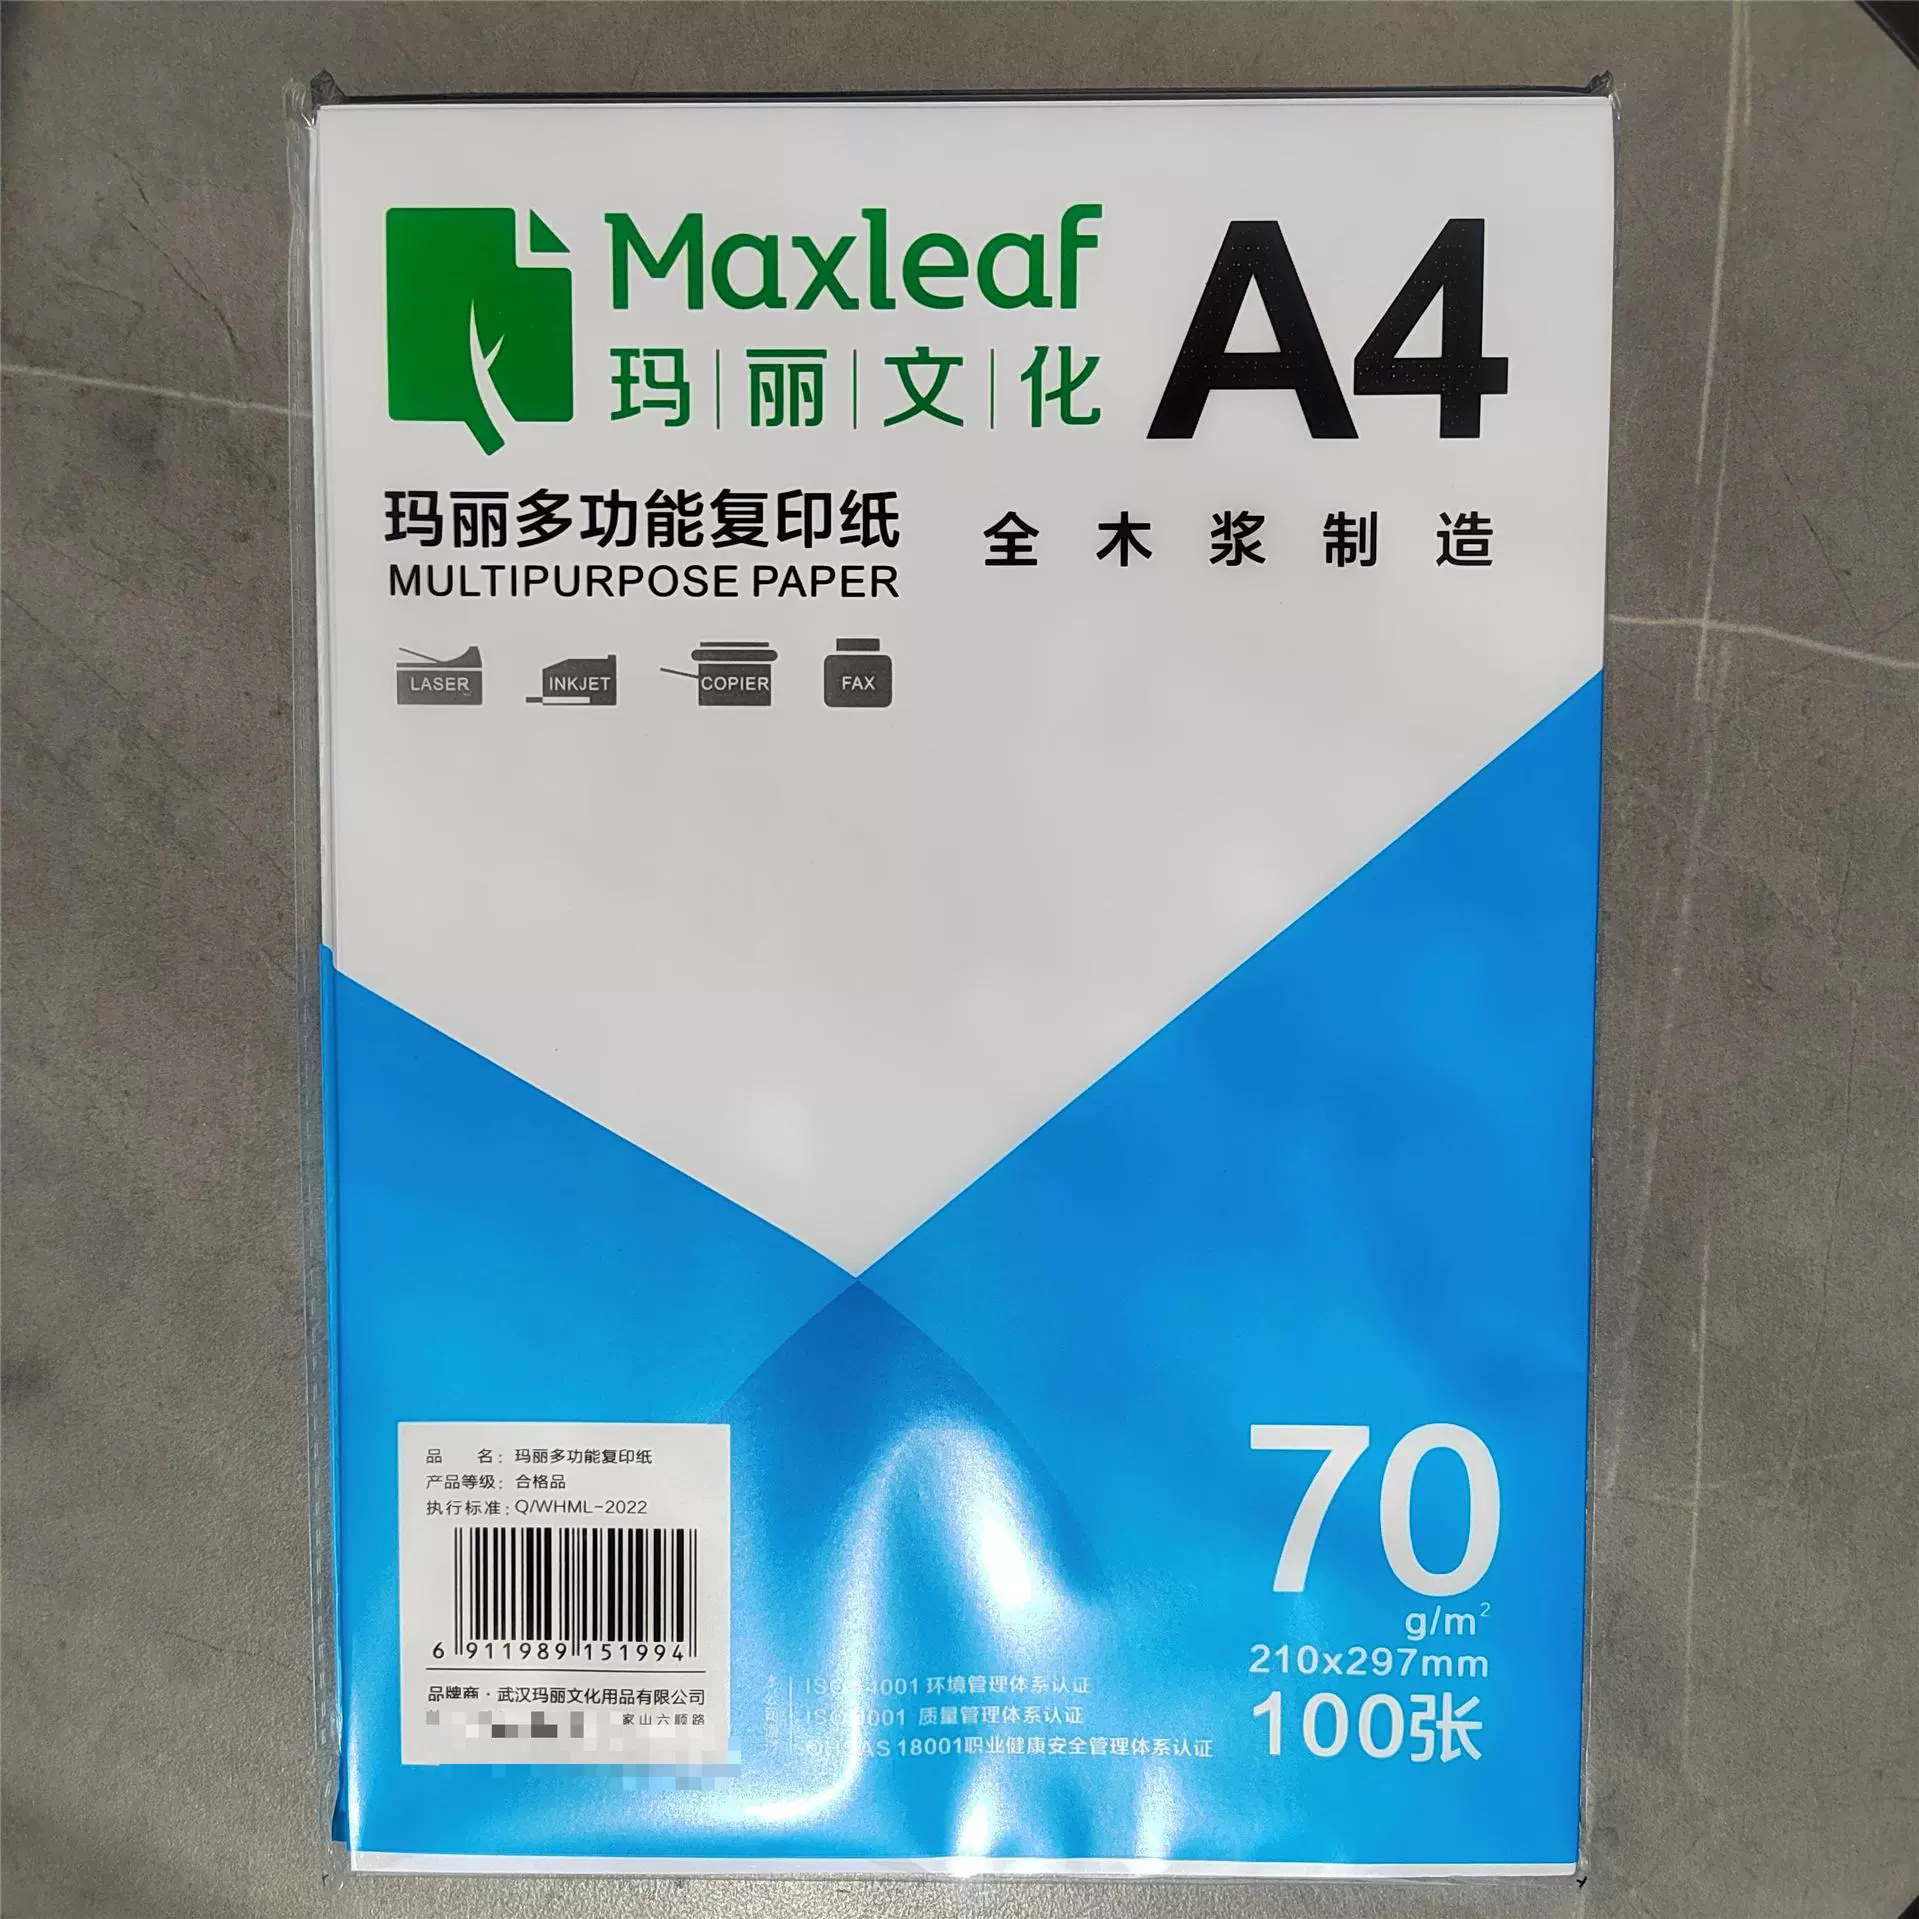 Maxleaf
玛丽文化
A4
玛丽多功能复印纸
MULTIPURPOSE PAPER
全木浆制造
LASER
INKJET
COPIER
FAX
品 名：玛丽多功能复印纸
产品等级：合格品
执行标准：Q/WHML-2022
6 911989 151994
品牌商·武汉玛丽文化用品有限公司
家山六顺路
环境管理体系认证
质量管理体系认证
18001职业健康安全管理体系认证
70
g/m²
210x297mm
100张